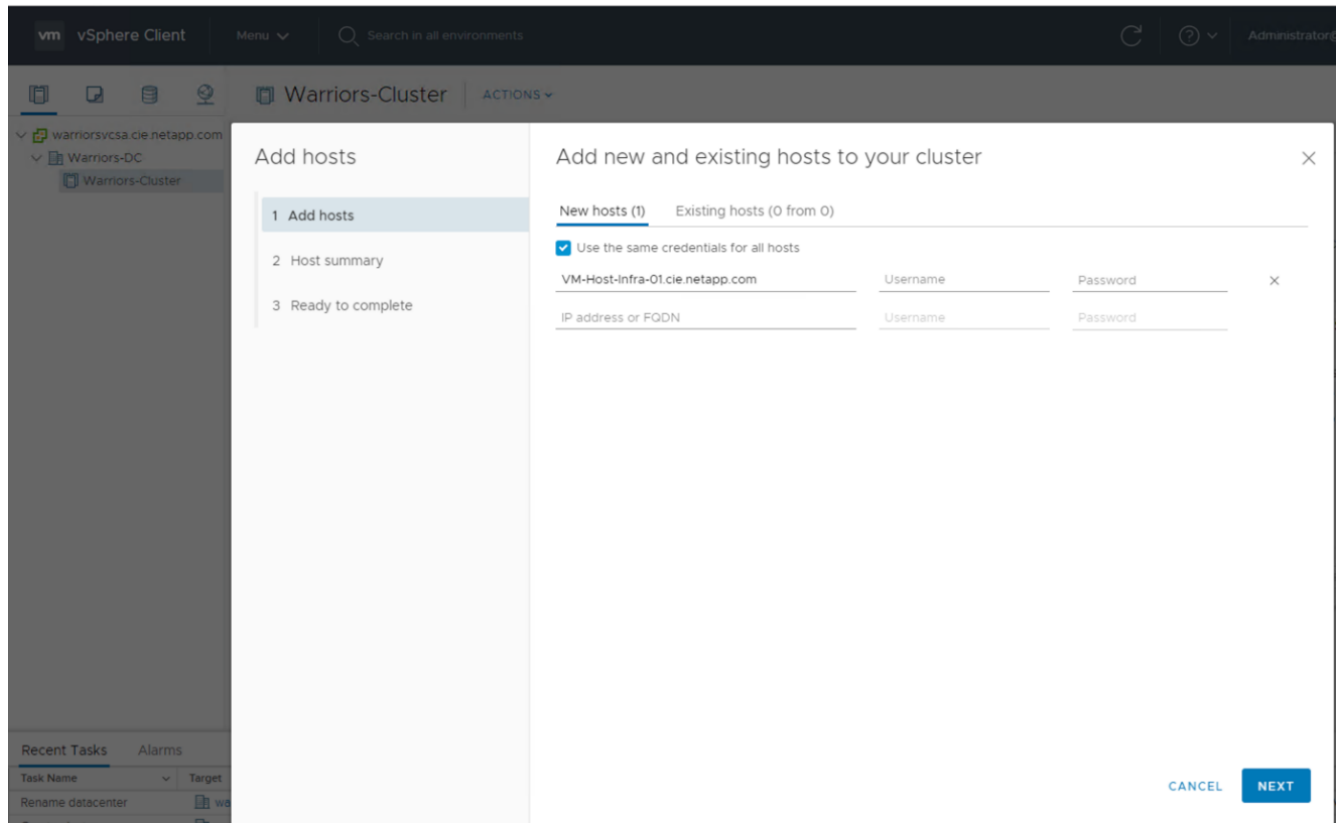 vm vSphere Client Menu Search in all environments Administrator@
Warriors-Cluster ACTIONS
warriorsvcsa.cie.netapp.com
Warriors-DC
Warriors-Cluster
Add hosts
1 Add hosts
2 Host summary
3 Ready to complete
Add new and existing hosts to your cluster
New hosts (1) Existing hosts (0 from 0)
Use the same credentials for all hosts
VM-Host-Infra-01.cie.netapp.com Username Password
IP address or FQDN Username Password
CANCEL NEXT
Recent Tasks Alarms
Task Name Target
Rename datacenter wa